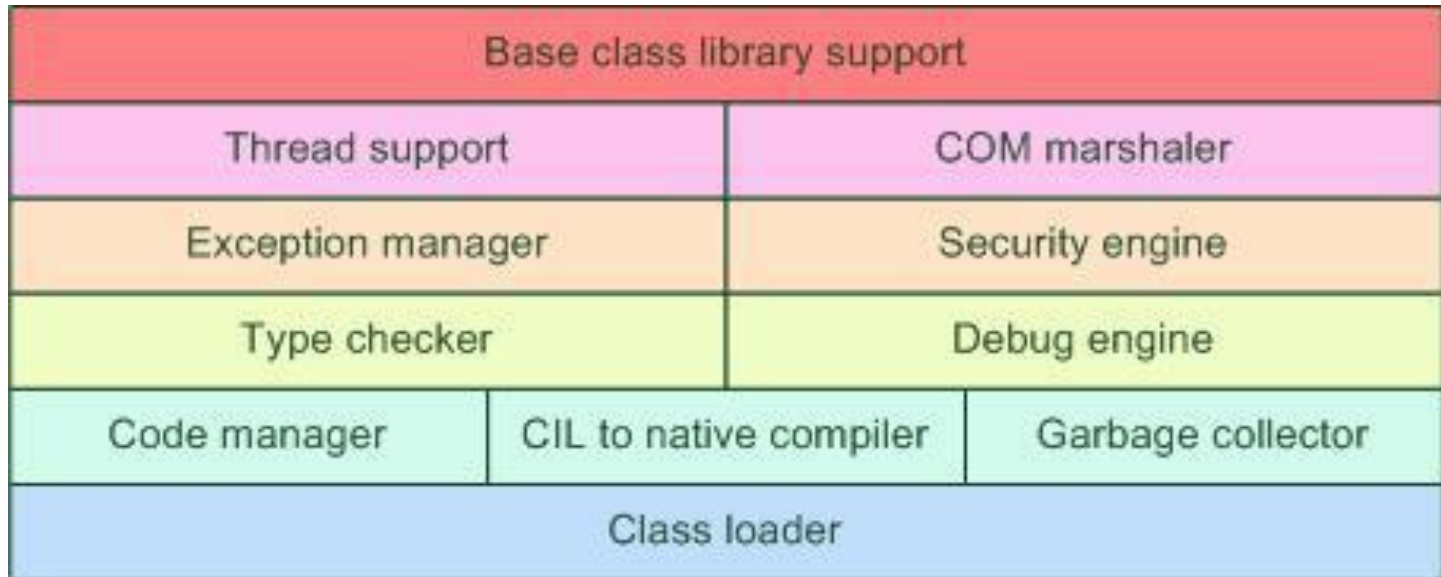 Base class library support
Thread support
COM marshaler
Exception manager
Security engine
Type checker
Debug engine
Code manager
CIL to native compiler
Garbage collector
Class loader